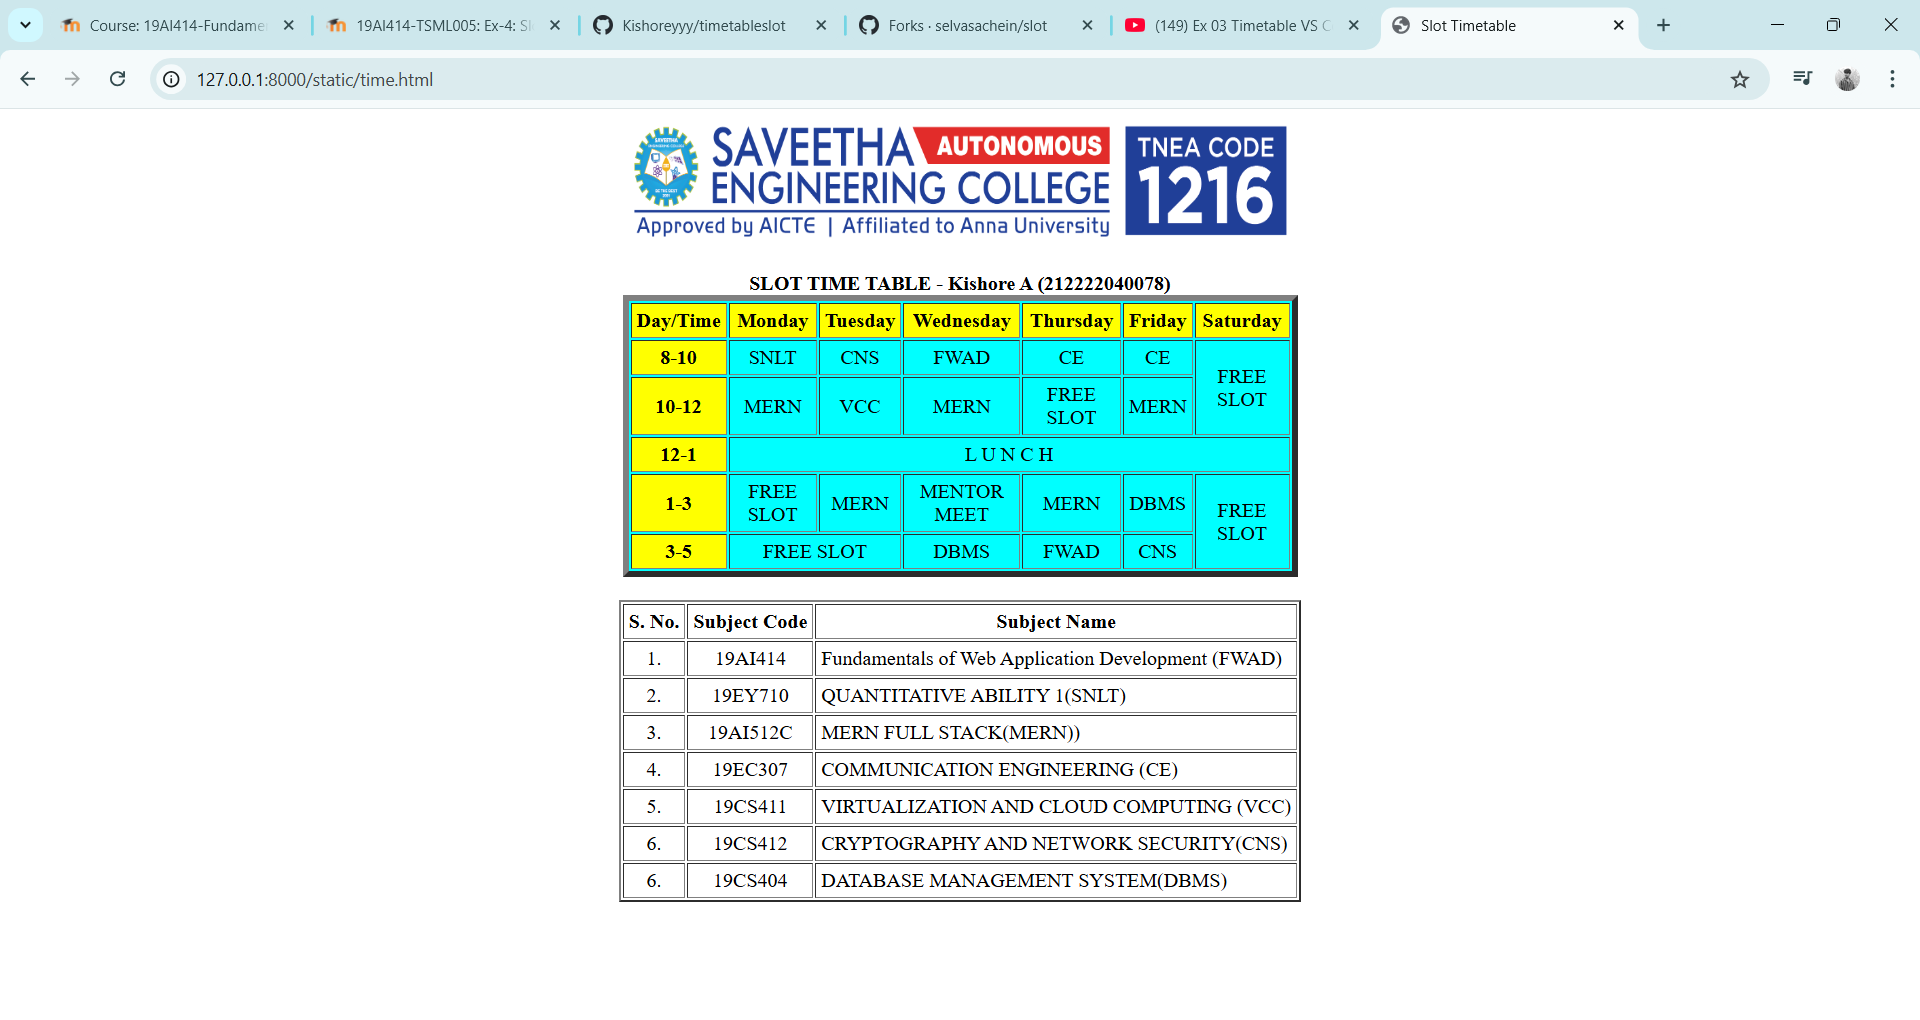 Course: 19AI414-Fundame
19AI414-TSML005: Ex-4: Sl
Kishoreyyy/timetableslot
Forks · selvasachein/slot
(149) Ex 03 Timetable VS C
Slot Timetable
127.0.0.1:8000/static/time.html
SAVEETHA AUTONOMOUS
ENGINEERING COLLEGE
Approved by AICTE | Affiliated to Anna University
TNEA CODE
1216
SLOT TIME TABLE - Kishore A (212222040078)
Day/Time Monday Tuesday Wednesday Thursday Friday Saturday
8-10 SNLT CNS FWAD CE CE FREE SLOT
10-12 MERN VCC MERN FREE SLOT MERN
12-1 L U N C H
1-3 FREE SLOT MERN MENTOR MEET MERN DBMS FREE SLOT
3-5 FREE SLOT DBMS FWAD CNS
S. No. Subject Code Subject Name
1. 19AI414 Fundamentals of Web Application Development (FWAD)
2. 19EY710 QUANTITATIVE ABILITY 1(SNLT)
3. 19AI512C MERN FULL STACK(MERN))
4. 19EC307 COMMUNICATION ENGINEERING (CE)
5. 19CS411 VIRTUALIZATION AND CLOUD COMPUTING (VCC)
6. 19CS412 CRYPTOGRAPHY AND NETWORK SECURITY(CNS)
6. 19CS404 DATABASE MANAGEMENT SYSTEM(DBMS)